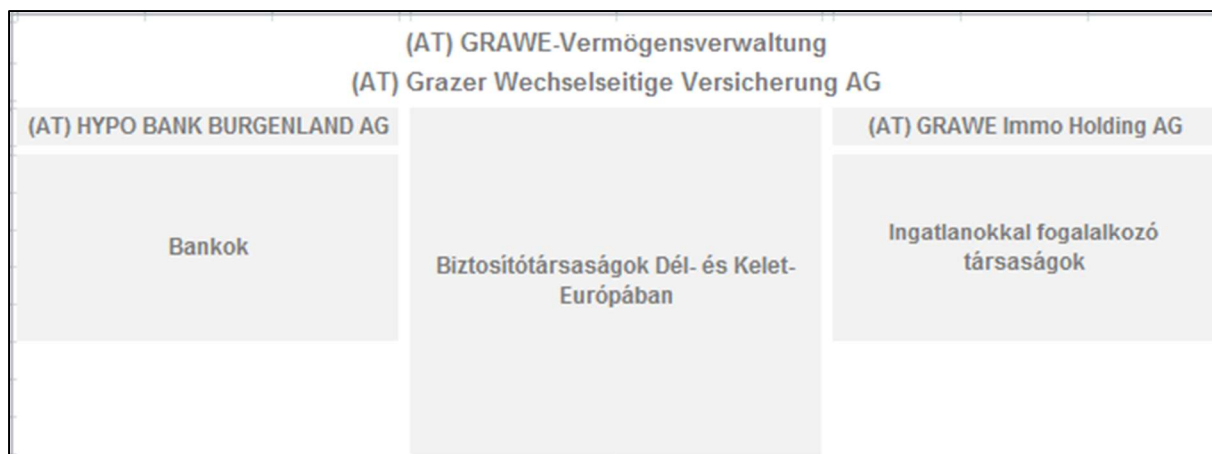 (AT) GRAWE-Vermögensverwaltung
(AT) Grazer Wechselseitige Versicherung AG
(AT) HYPO BANK BURGENLAND AG
(AT) GRAWE Immo Holding AG
Bankok
Biztosítótársaságok Dél- és Kelet-
Európában
Ingatlanokkal fogalalkozó
társaságok